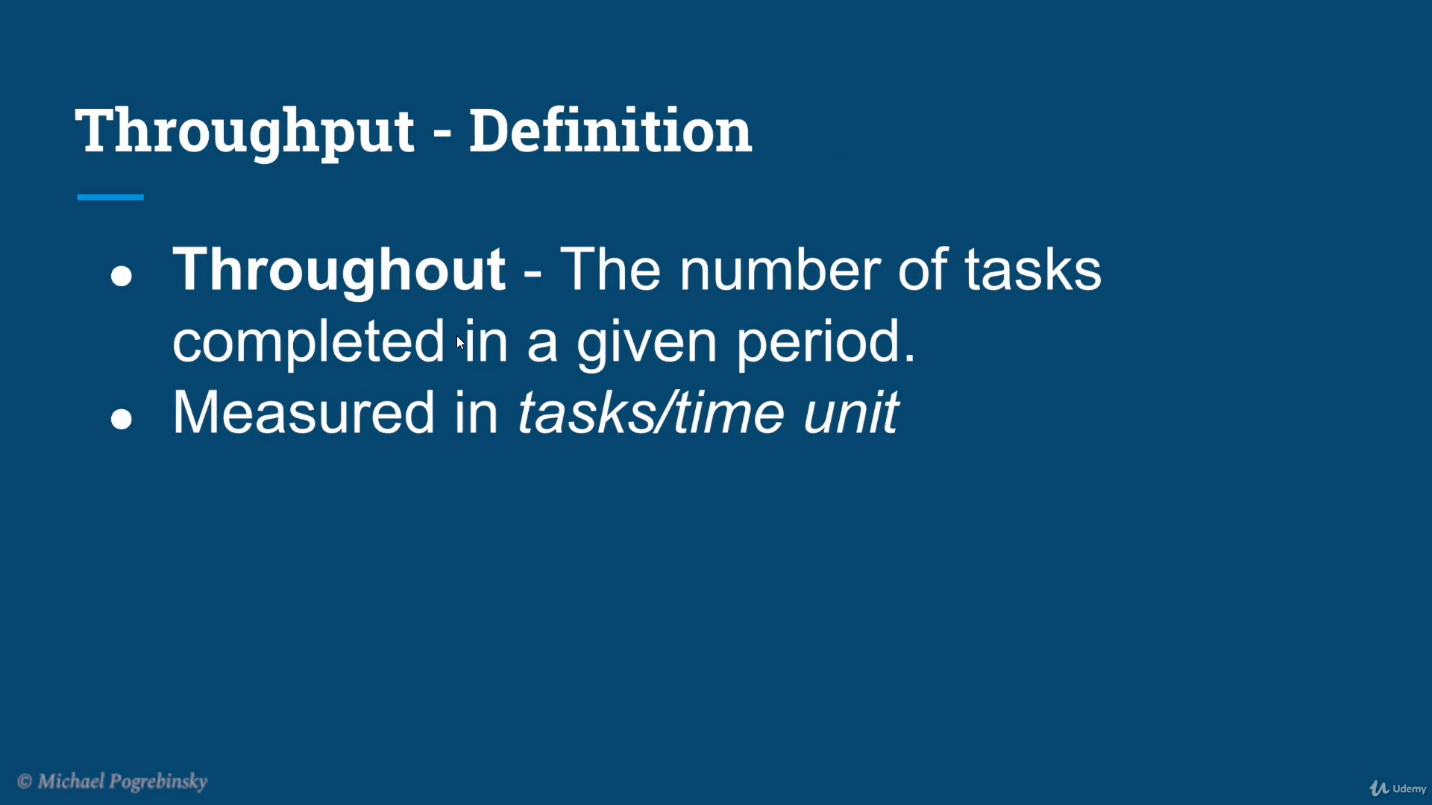 Throughput - Definition
● Throughout - The number of tasks
completed in a given period.
● Measured in tasks/time unit
© Michael Pogrebinsky
Udemy